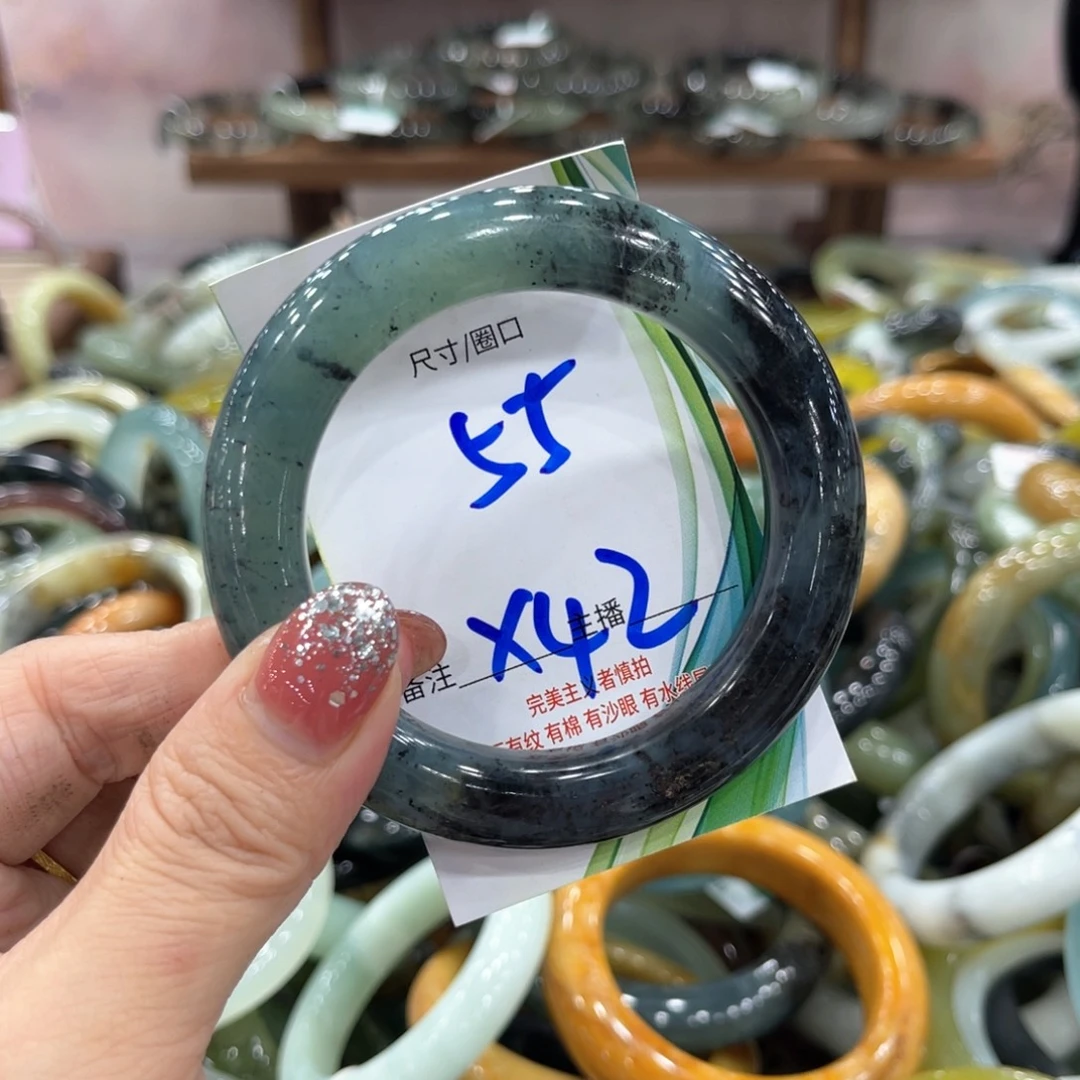 尺寸/圈口
55
主播
备注 X42
完美主义者慎拍
有纹 有棉 有沙眼 有水线